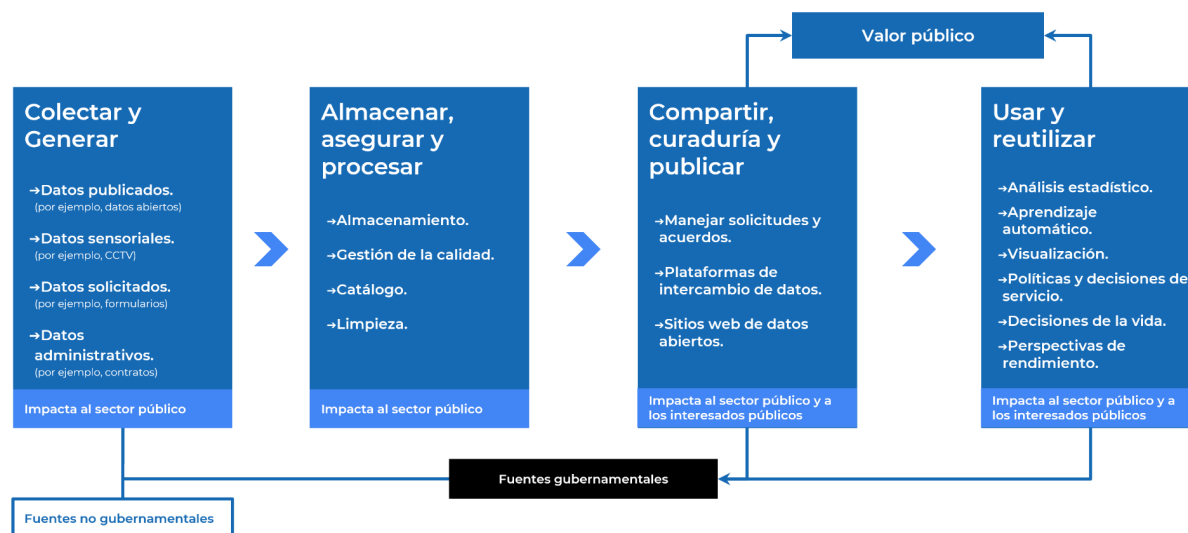 Valor público
Colectar y
Generar
→Datos publicados.
(por ejemplo, datos abiertos)
→Datos sensoriales.
(por ejemplo, CCTV)
→Datos solicitados.
(por ejemplo, formularios)
→Datos
administrativos.
(por ejemplo, contratos)
Impacta al sector público
Almacenar,
asegurar y
procesar
→Almacenamiento.
→Gestión de la calidad.
→Catálogo.
→Limpieza.
Impacta al sector público
Compartir,
curaduría y
publicar
→Manejar solicitudes y
acuerdos.
→Plataformas de
intercambio de datos.
→Sitios web de datos
abiertos.
Impacta al sector público y a
los interesados públicos
Usar y
reutilizar
→Análisis estadístico.
→Aprendizaje
automático.
→Visualización.
→Políticas y decisiones de
servicio.
→Decisiones de la vida.
→Perspectivas de
rendimiento.
Impacta al sector público y a
los interesados públicos
Fuentes gubernamentales
Fuentes no gubernamentales